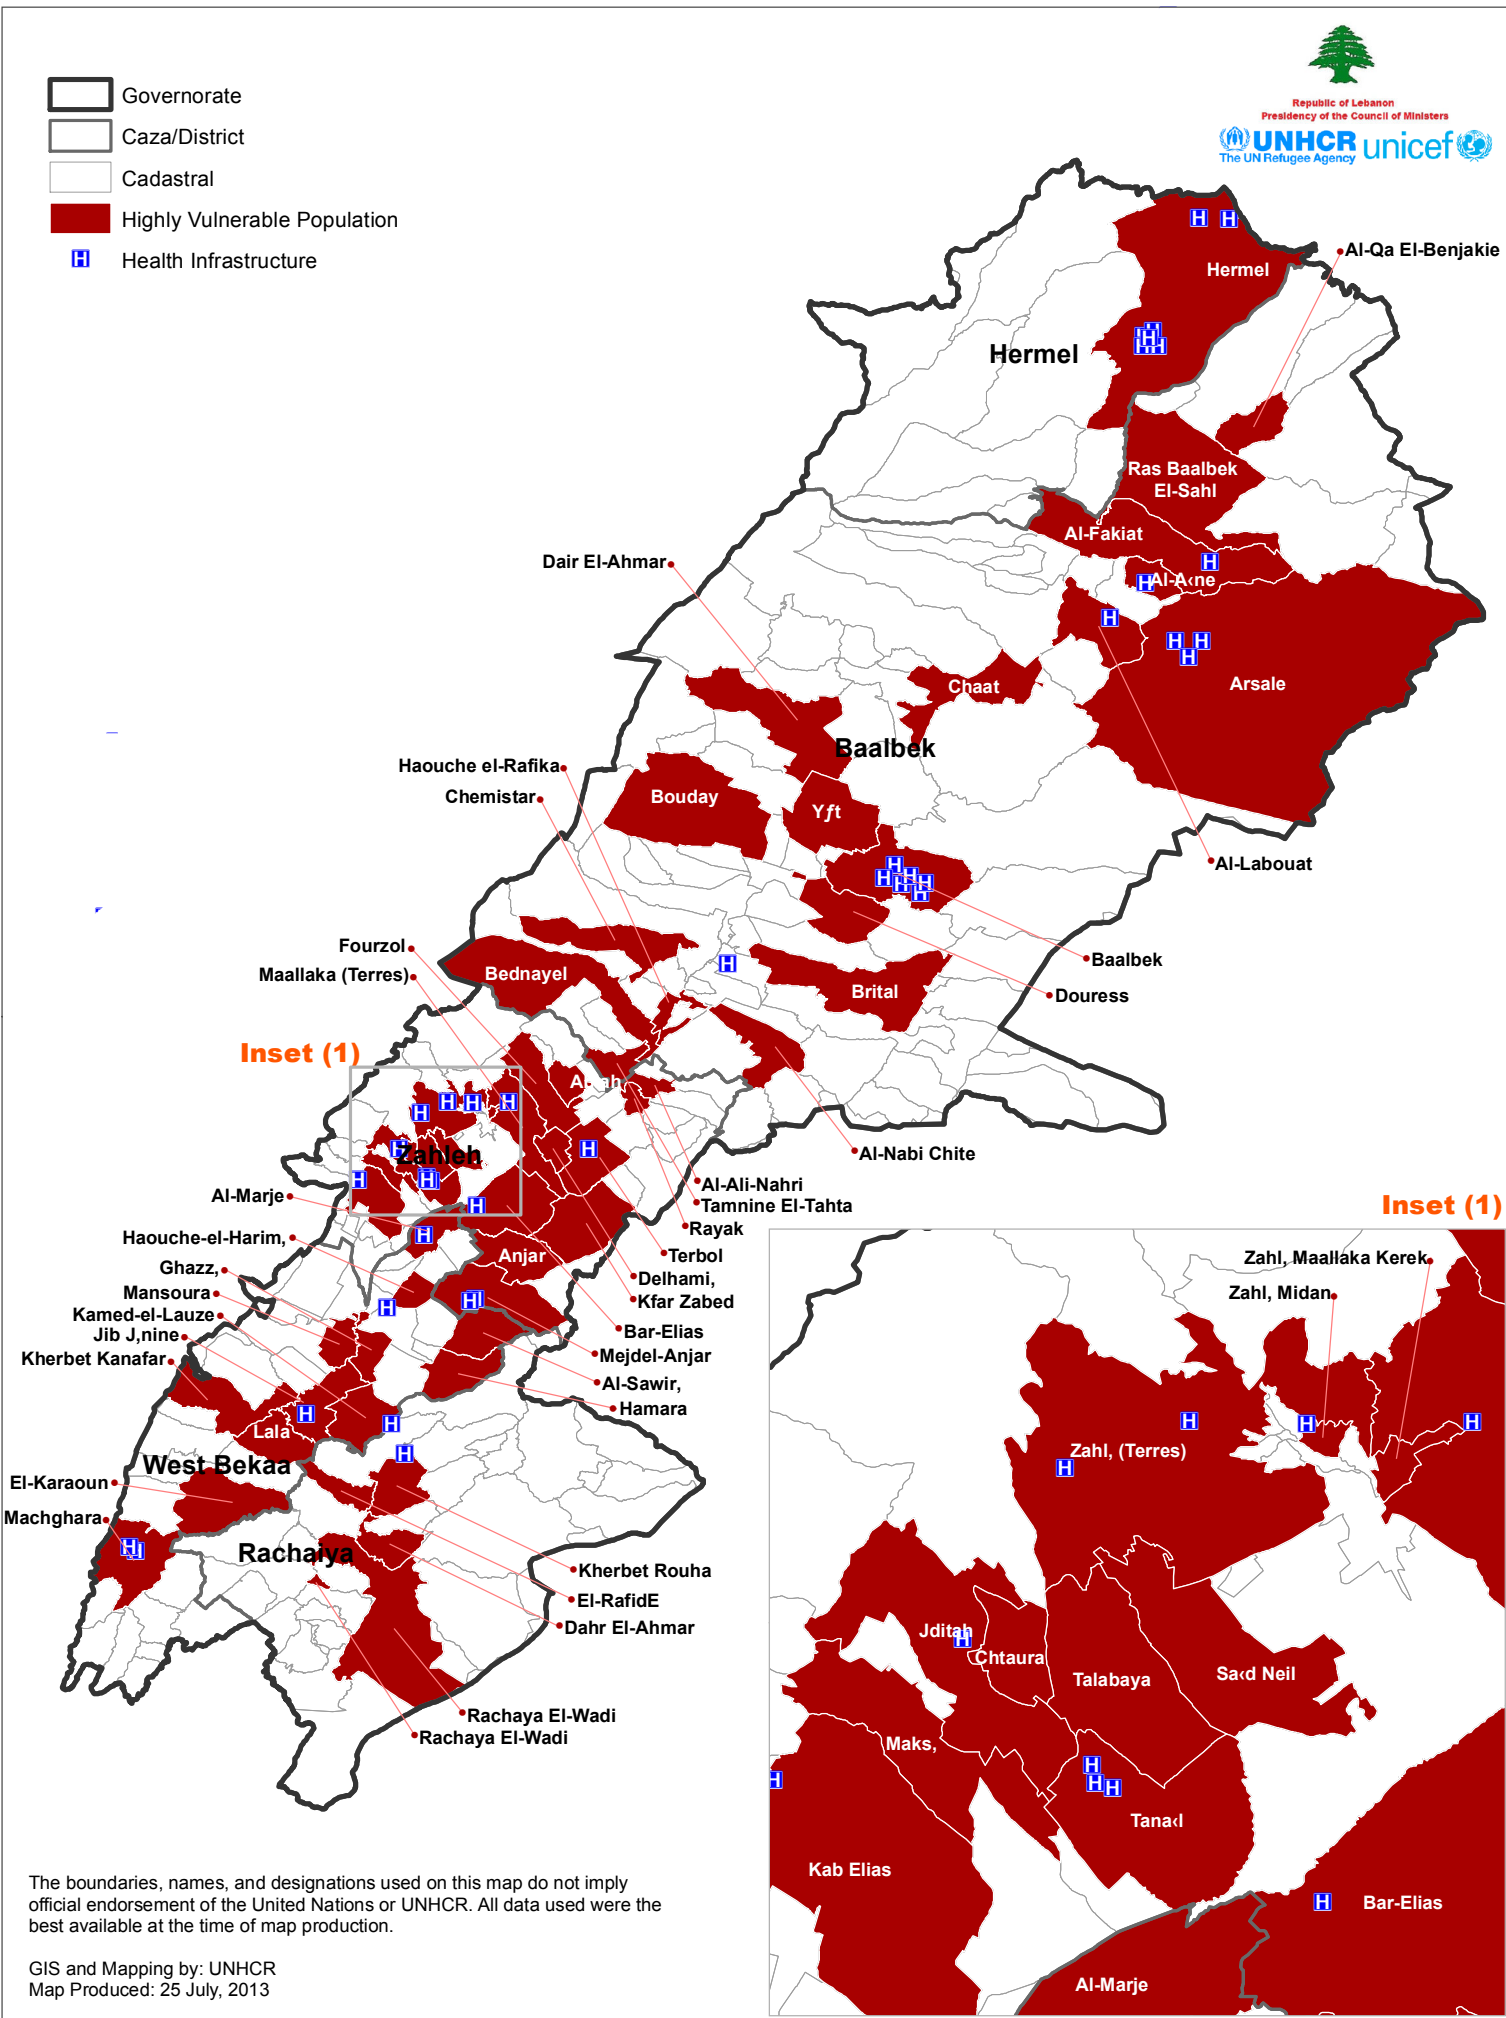 Governorate
Caza/District
Cadastral
Highly Vulnerable Population
H Health Infrastructure
Republic of Lebanon
Presidency of the Council of Ministers
UNHCR
The UN Refugee Agency
unicef
Al-Qa El-Benjakie
Hermel
Hermel
Ras Baalbek
El-Sahl
Al-Fakiat
Al-A‹ne
Dair El-Ahmar
Chaat
Arsale
Baalbek
Haouche el-Rafika
Chemistar
Bouday
Yƒt
Al-Labouat
Fourzol
Maallaka (Terres)
Bednayel
Brital
Baalbek
Douress
Inset (1)
Zahleh
Al-Nabi Chite
Al-Ali-Nahri
Tamnine El-Tahta
Rayak
Al-Marje
Haouche-el-Harim,
Ghazz,
Mansoura
Kamed-el-Lauze
Jib J,nine
Kherbet Kanafar
Anjar
Terbol
Delhami,
Kfar Zabed
Bar-Elias
Mejdel-Anjar
Al-Sawir,
Hamara
Lala
West Bekaa
El-Karaoun
Machghara
Rachaiya
Kherbet Rouha
El-RafidE
Dahr El-Ahmar
Rachaya El-Wadi
Rachaya El-Wadi
Inset (1)
Zahl, Maallaka Kerek
Zahl, Midan
Zahl, (Terres)
Jditah
Chtaura
Talabaya
Sa‹d Neil
Maks,
Tana‹l
Kab Elias
Bar-Elias
Al-Marje
The boundaries, names, and designations used on this map do not imply
official endorsement of the United Nations or UNHCR. All data used were the
best available at the time of map production.
GIS and Mapping by: UNHCR
Map Produced: 25 July, 2013